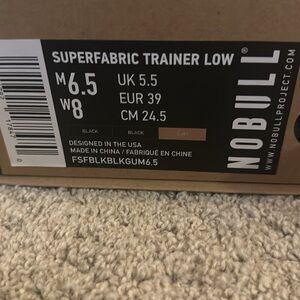 SUPERFABRIC TRAINER LOW
M6.5
W8
UK 5.5
EUR 39
CM 24.5
BLACK BLACK
DESIGNED IN THE USA
MADE IN CHINA / FABRIQUÉ EN CHINE
FSFBLKBLKGUM6.5
NOBULL®
WWW.NOBULLPROJECT.COM